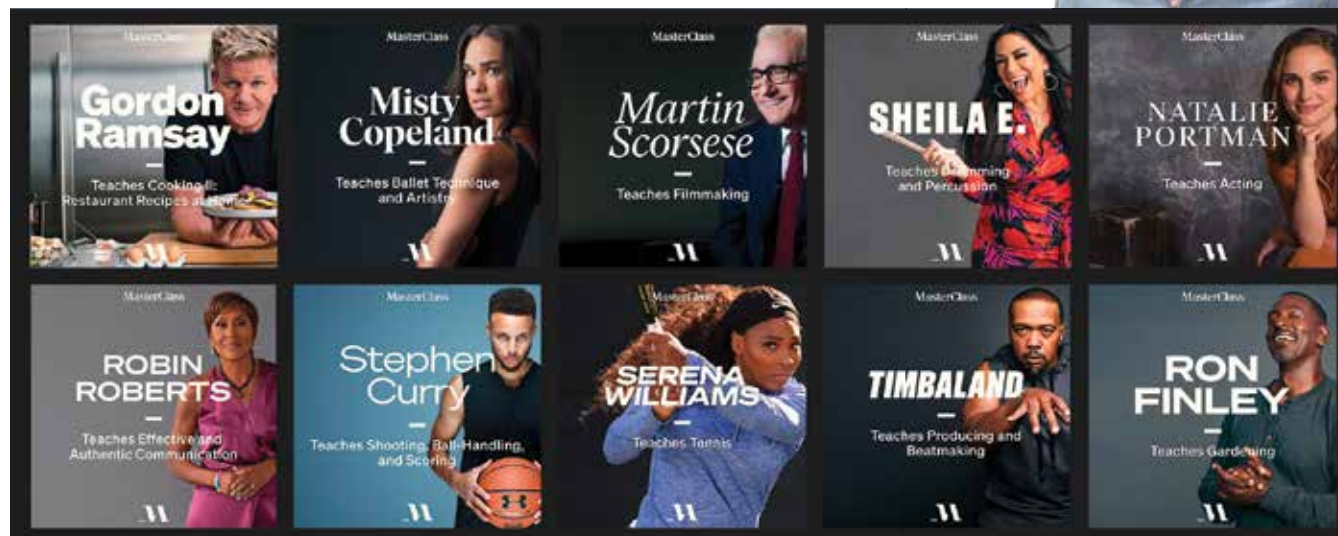 MasterClass
Gordon
Ramsay
Teaches Cooking II:
Restaurant Recipes at Home
MasterClass
Misty
Copeland
Teaches Ballet Technique
and Artistry
MasterClass
Martin
Scorsese
Teaches Filmmaking
MasterClass
SHEILA E.
Teaches Drumming
and Percussion
MasterClass
NATALIE
PORTMAN
Teaches Acting
MasterClass
ROBIN
ROBERTS
Teaches Effective and
Authentic Communication
MasterClass
Stephen
Curry
Teaches Shooting, Ball-Handling,
and Scoring
MasterClass
SERENA
WILLIAMS
Teaches Tennis
MasterClass
TIMBALAND
Teaches Producing and
Beatmaking
MasterClass
RON
FINLEY
Teaches Gardening